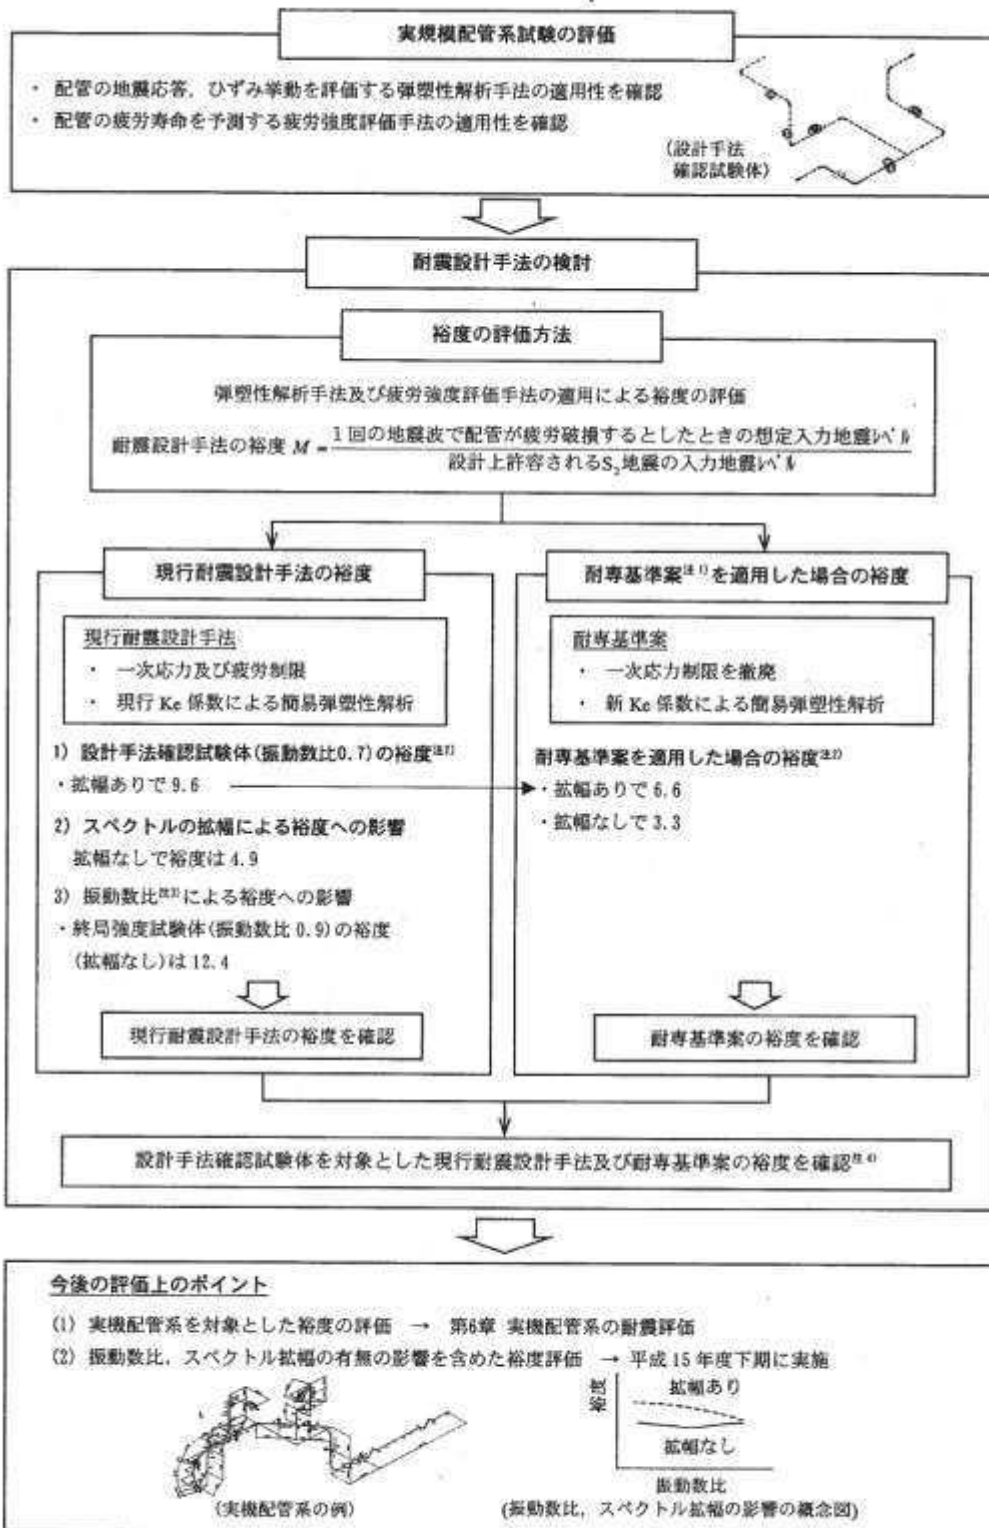 実規模配管系試験の評価
・ 配管の地震応答，ひずみ挙動を評価する弾塑性解析手法の適用性を確認
・ 配管の疲労寿命を予測する疲労強度評価手法の適用性を確認
(設計手法
確認試験体)
耐震設計手法の検討
裕度の評価方法
弾塑性解析手法及び疲労強度評価手法の適用による裕度の評価
耐震設計手法の裕度 M = 1回の地震波で配管が疲労破損するとしたときの想定入力地震ﾚﾍﾞﾙ
設計上許容されるS₂地震の入力地震ﾚﾍﾞﾙ
現行耐震設計手法の裕度
現行耐震設計手法
・ 一次応力及び疲労制限
・ 現行 Ke 係数による簡易弾塑性解析
1) 設計手法確認試験体(振動数比0.7)の裕度注2)
・拡幅ありで 9.6
2) スペクトルの拡幅による裕度への影響
拡幅なしで裕度は 4.9
3) 振動数比注3)による裕度への影響
・終局強度試験体(振動数比 0.9)の裕度
(拡幅なし)は 12.4
現行耐震設計手法の裕度を確認
耐専基準案注1)を適用した場合の裕度
耐専基準案
・ 一次応力制限を撤廃
・ 新 Ke 係数による簡易弾塑性解析
耐専基準案を適用した場合の裕度注2)
・拡幅ありで 6.6
・拡幅なしで 3.3
耐専基準案の裕度を確認
設計手法確認試験体を対象とした現行耐震設計手法及び耐専基準案の裕度を確認注4)
今後の評価上のポイント
(1) 実機配管系を対象とした裕度の評価 → 第6章 実機配管系の耐震評価
(2) 振動数比，スペクトル拡幅の有無の影響を含めた裕度評価 → 平成 15 年度下期に実施
(実機配管系の例)
裕度
拡幅あり
拡幅なし
振動数比
(振動数比，スペクトル拡幅の影響の概念図)